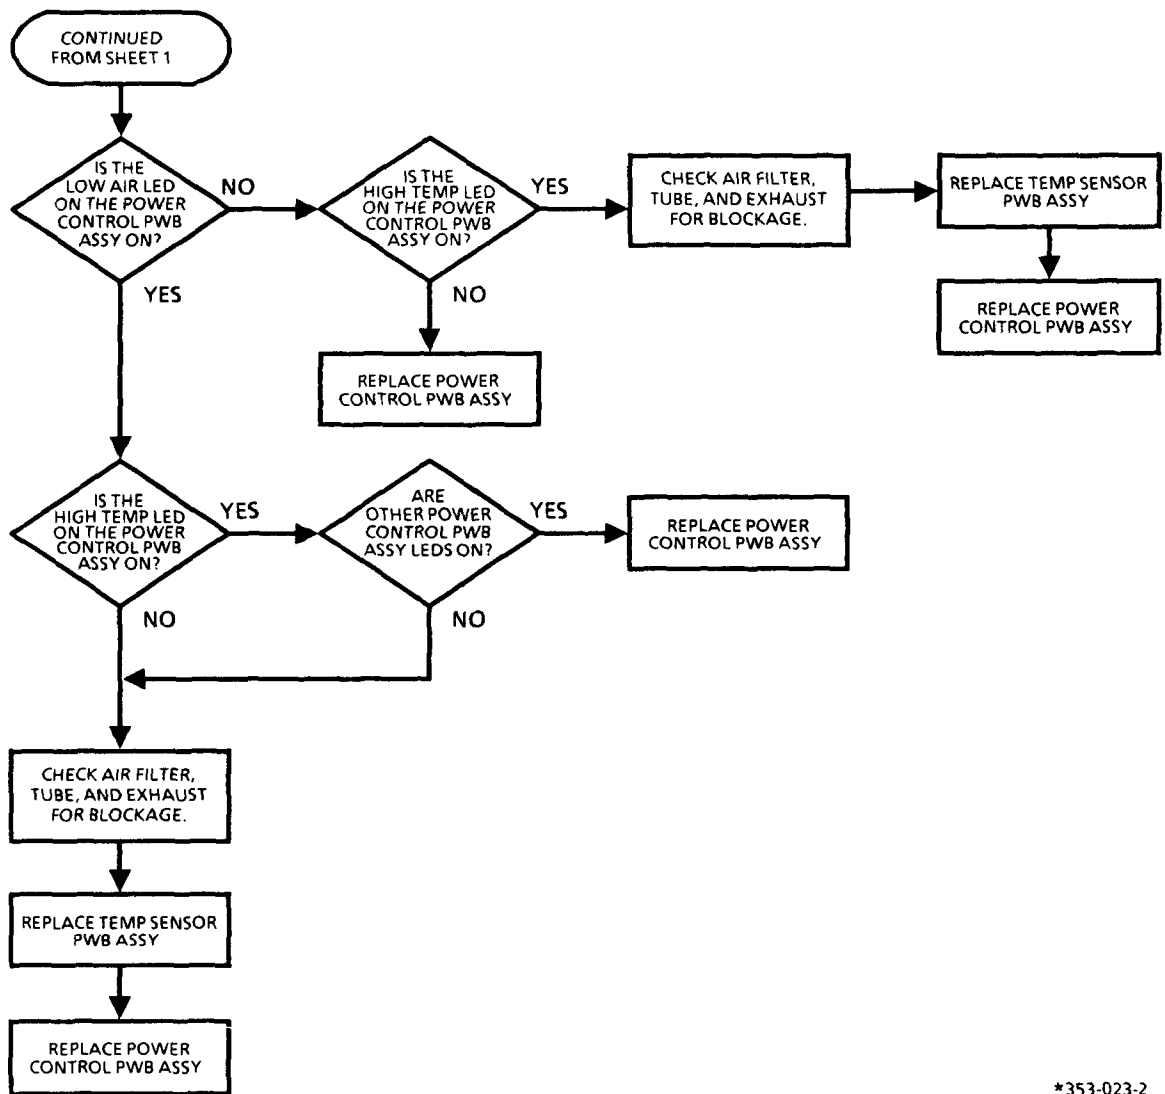 CONTINUED
FROM SHEET 1
IS THE
LOW AIR LED
ON THE POWER
CONTROL PWB
ASSY ON?
NO
YES
IS THE
HIGH TEMP LED
ON THE POWER
CONTROL PWB
ASSY ON?
YES
NO
CHECK AIR FILTER,
TUBE, AND EXHAUST
FOR BLOCKAGE.
REPLACE TEMP SENSOR
PWB ASSY
REPLACE POWER
CONTROL PWB ASSY
REPLACE POWER
CONTROL PWB ASSY
IS THE
HIGH TEMP LED
ON THE POWER
CONTROL PWB
ASSY ON?
YES
NO
ARE
OTHER POWER
CONTROL PWB
ASSY LEDS ON?
YES
NO
REPLACE POWER
CONTROL PWB ASSY
CHECK AIR FILTER,
TUBE, AND EXHAUST
FOR BLOCKAGE.
REPLACE TEMP SENSOR
PWB ASSY
REPLACE POWER
CONTROL PWB ASSY
*353-023-2